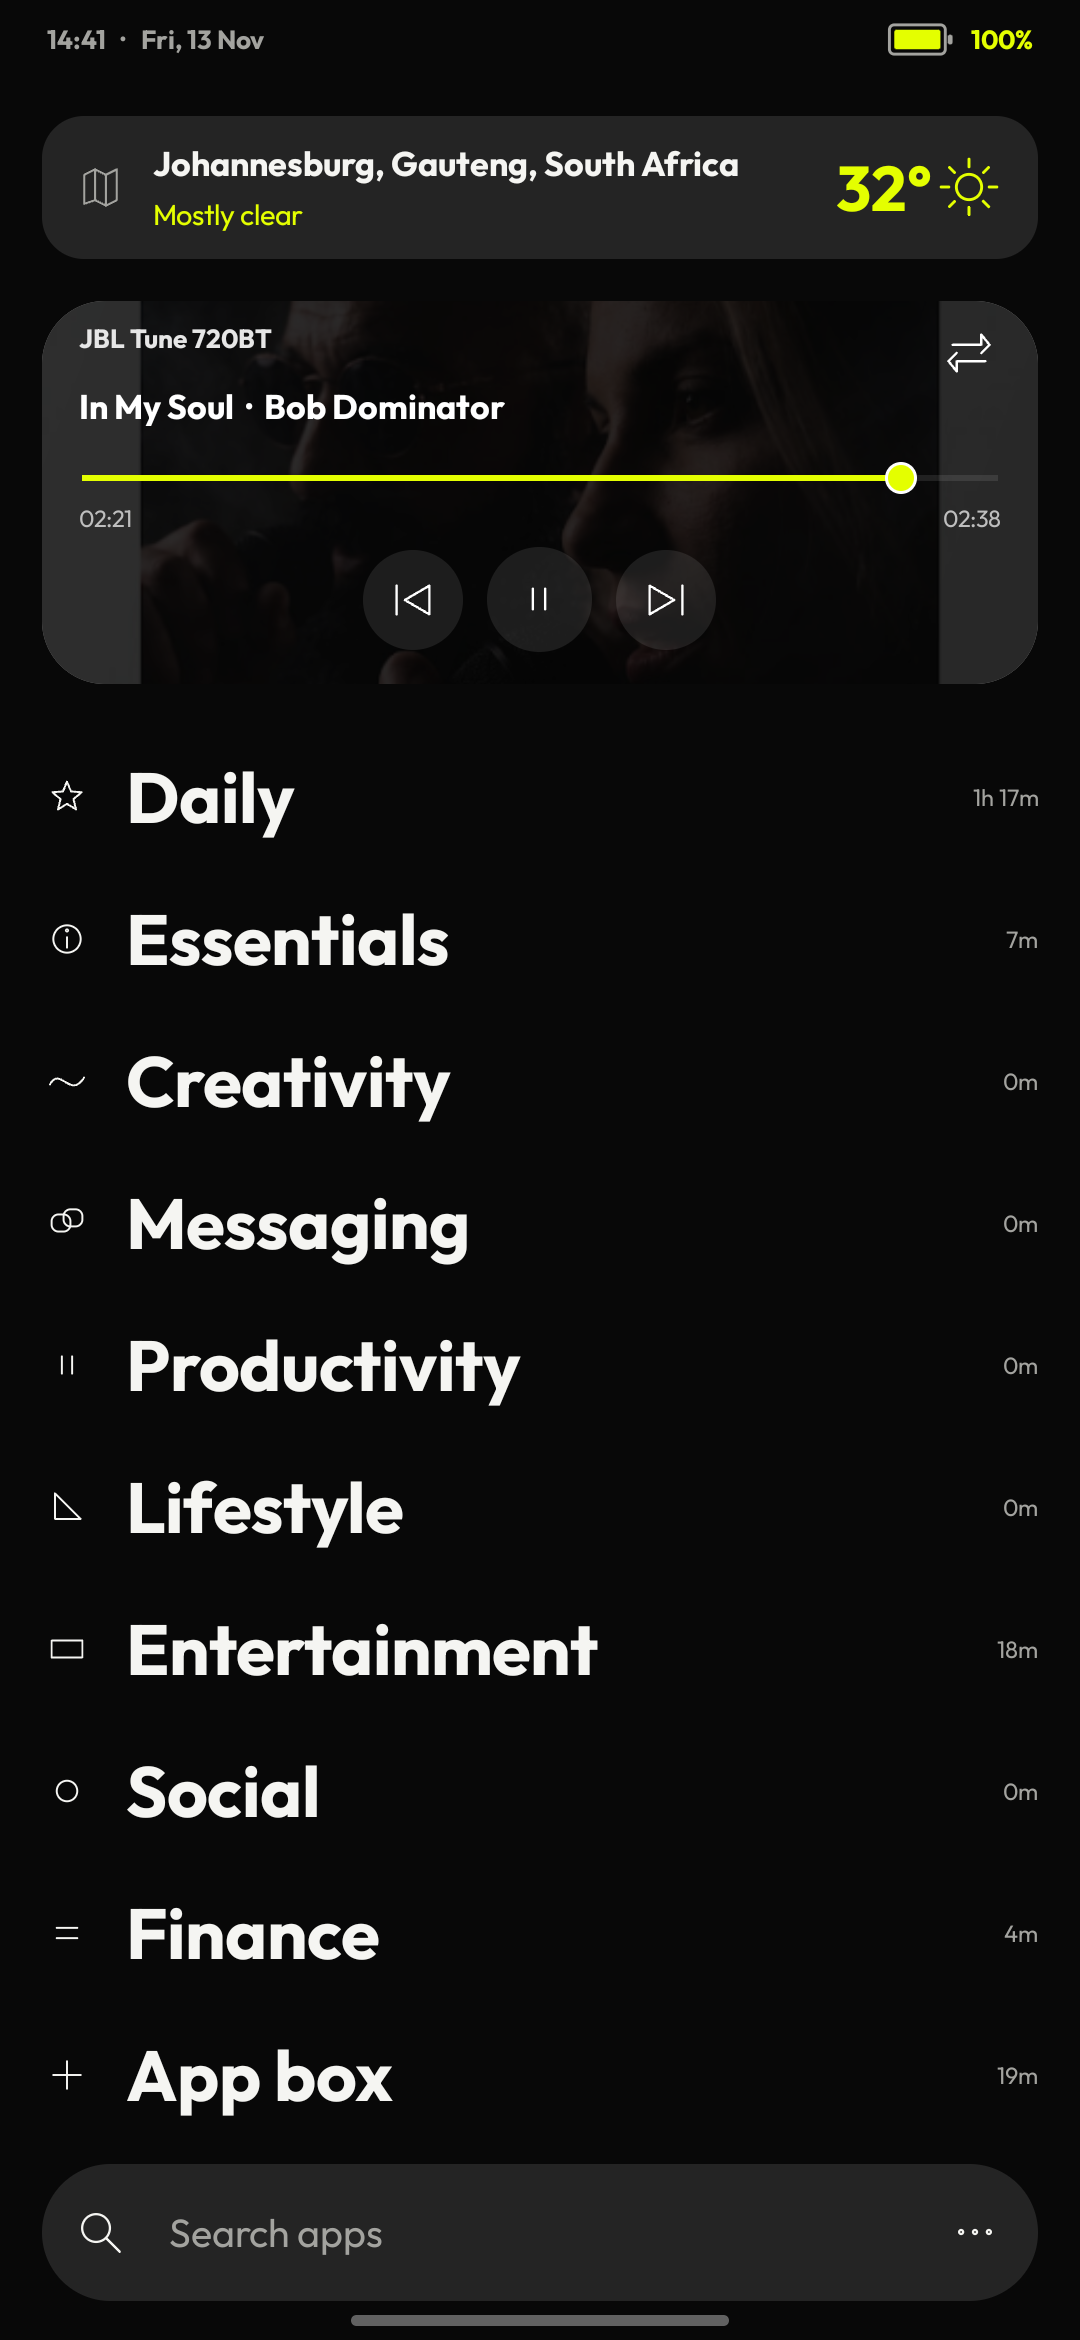 14:41 · Fri, 13 Nov 100%
Johannesburg, Gauteng, South Africa
Mostly clear
32°
JBL Tune 720BT
In My Soul · Bob Dominator
02:21 02:38
Daily 1h 17m
Essentials 7m
Creativity 0m
Messaging 0m
Productivity 0m
Lifestyle 0m
Entertainment 18m
Social 0m
Finance 4m
App box 19m
Search apps